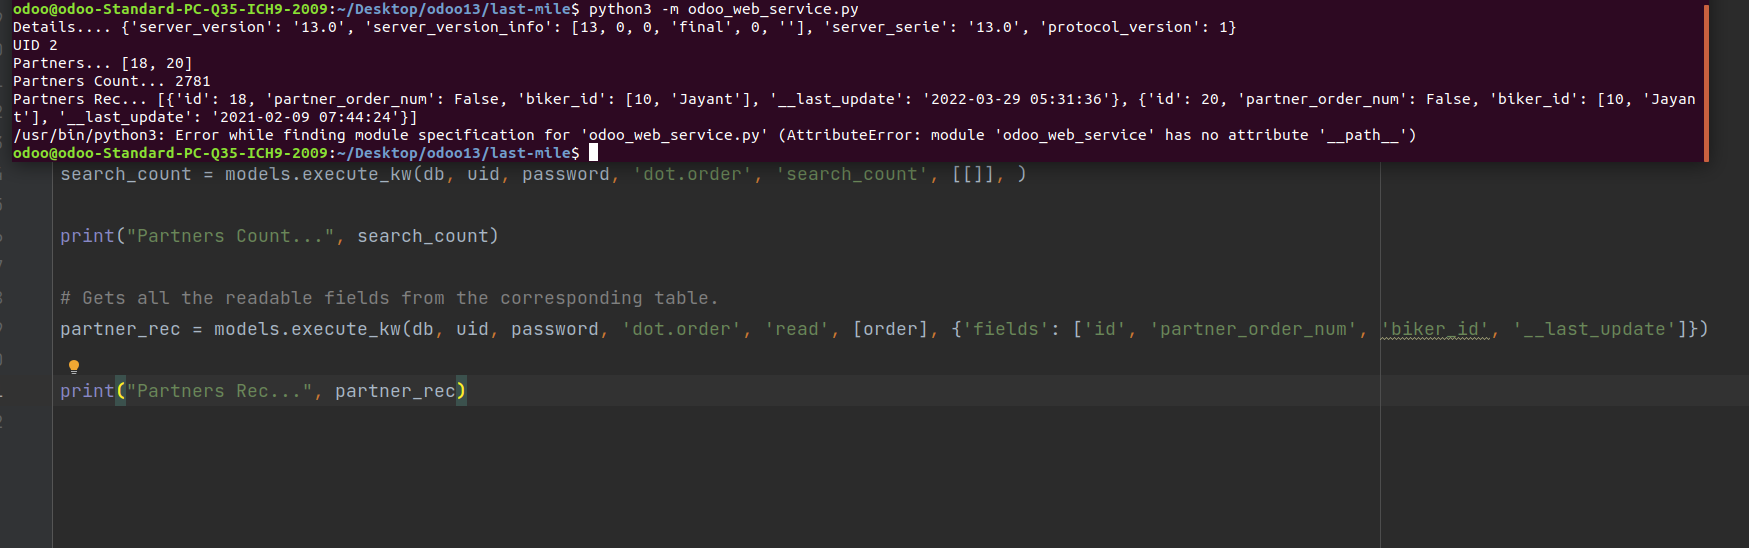 odoo@odoo-Standard-PC-Q35-ICH9-2009:~/Desktop/odoo13/last-mile$ python3 -m odoo_web_service.py
Details.... {'server_version': '13.0', 'server_version_info': [13, 0, 0, 'final', 0, ''], 'server_serie': '13.0', 'protocol_version': 1}
UID 2
Partners... [18, 20]
Partners Count... 2781
Partners Rec... [{'id': 18, 'partner_order_num': False, 'biker_id': [10, 'Jayant'], '__last_update': '2022-03-29 05:31:36'}, {'id': 20, 'partner_order_num': False, 'biker_id': [10, 'Jayan
t'], '__last_update': '2021-02-09 07:44:24'}]
/usr/bin/python3: Error while finding module specification for 'odoo_web_service.py' (AttributeError: module 'odoo_web_service' has no attribute '__path__')
odoo@odoo-Standard-PC-Q35-ICH9-2009:~/Desktop/odoo13/last-mile$
search_count = models.execute_kw(db, uid, password, 'dot.order', 'search_count', [[]], )
print("Partners Count...", search_count)
# Gets all the readable fields from the corresponding table.
partner_rec = models.execute_kw(db, uid, password, 'dot.order', 'read', [order], {'fields': ['id', 'partner_order_num', 'biker_id', '__last_update']})
print("Partners Rec...", partner_rec)